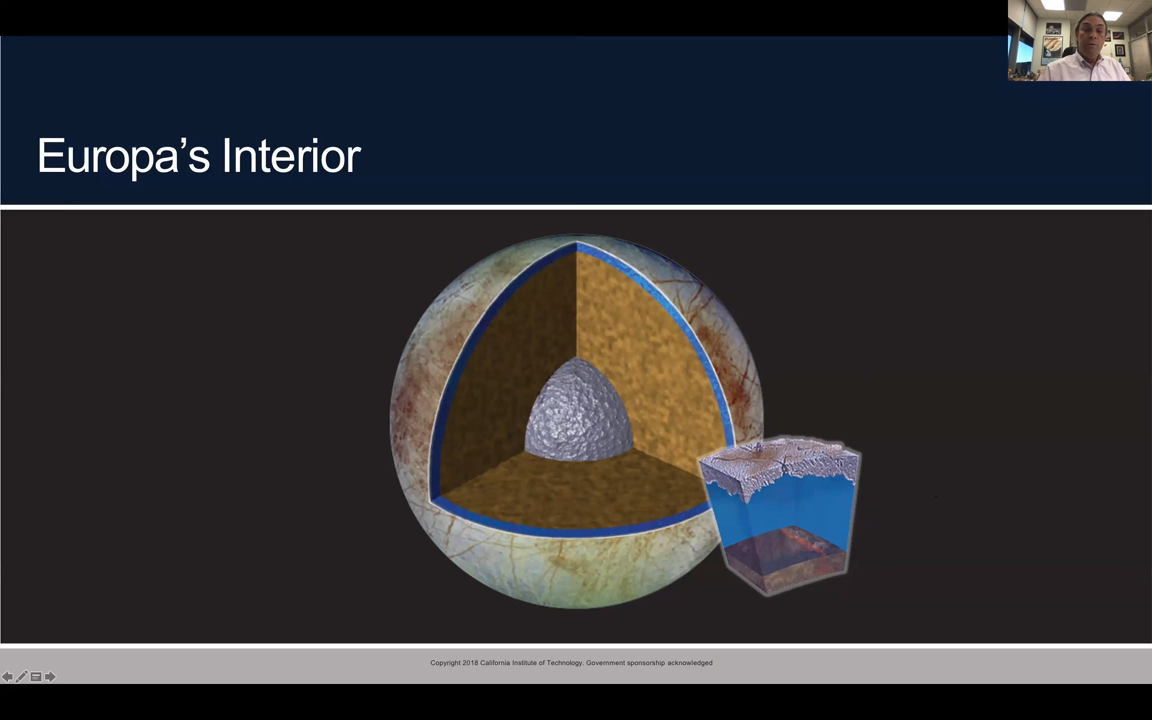 Europa’s Interior
Copyright 2018 California Institute of Technology. Government sponsorship acknowledged